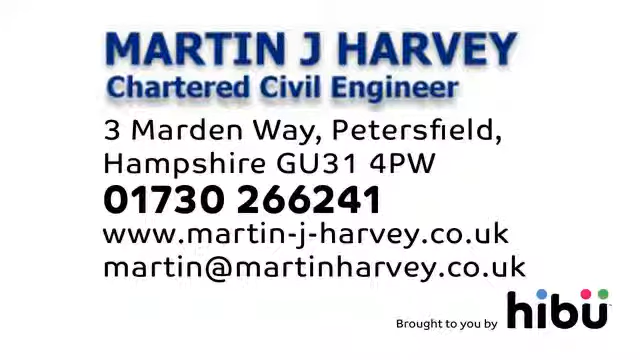 MARTIN J HARVEY
Chartered Civil Engineer
3 Marden Way, Petersfield,
Hampshire GU31 4PW
01730 266241
www.martin-j-harvey.co.uk
martin@martinharvey.co.uk
Brought to you by hibü